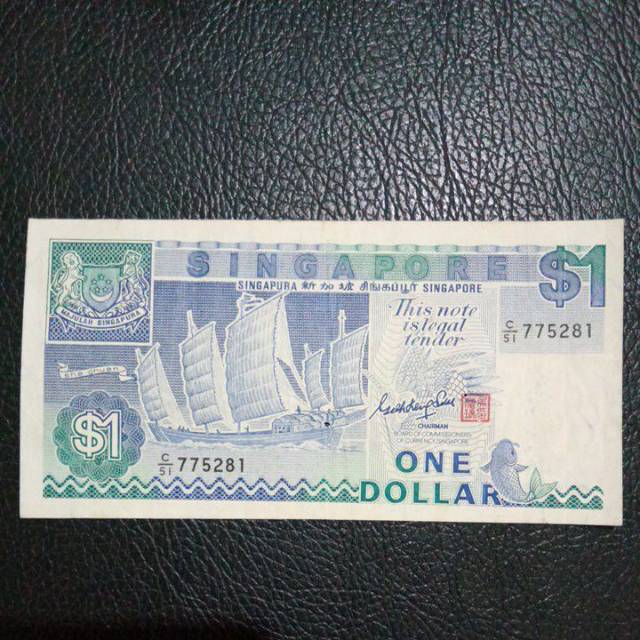 SINGAPORE
$1
SINGAPURA 新加坡 சிங்கப்பூர் SINGAPORE
MAJULAH SINGAPURA
This note
is legal
tender
C/51 775281
$1
CHAIRMAN
BOARD OF COMMISSIONERS
OF CURRENCY SINGAPORE
C/51 775281
ONE
DOLLAR